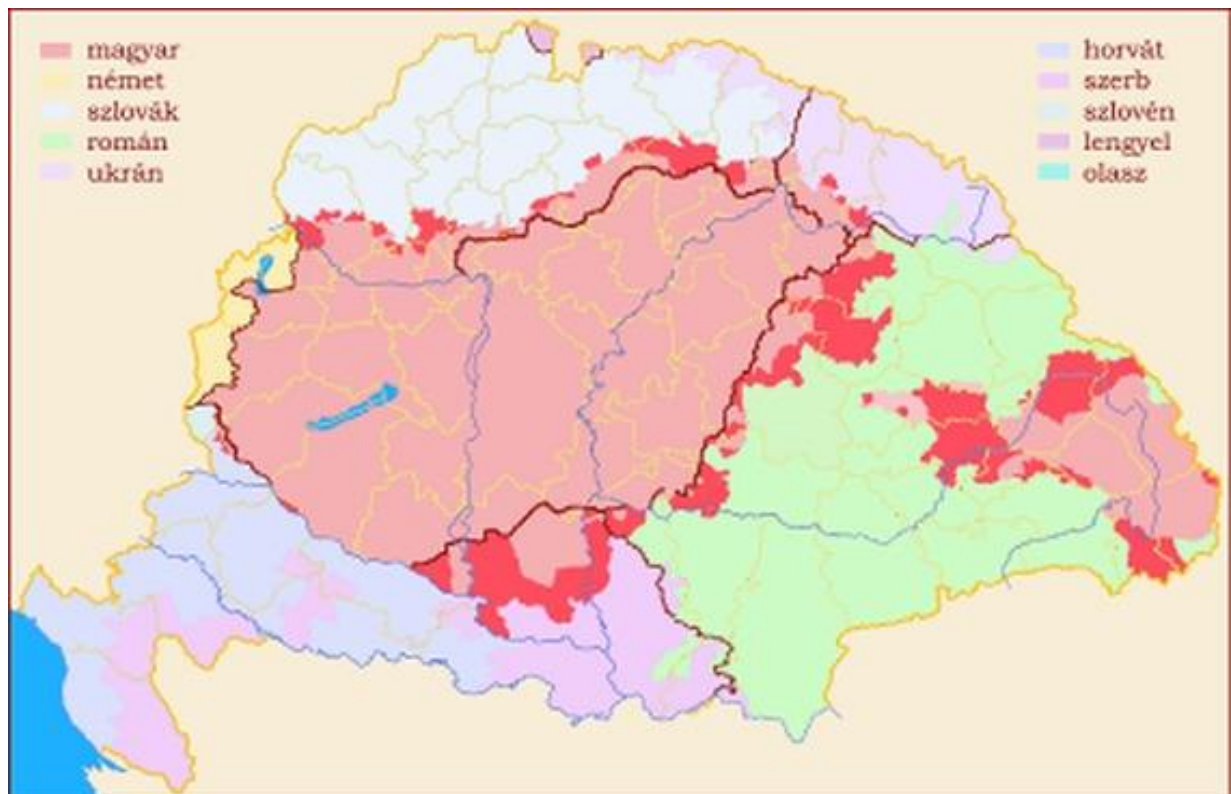 magyar
német
szlovák
román
ukrán
horvát
szerb
szlovén
lengyel
olasz